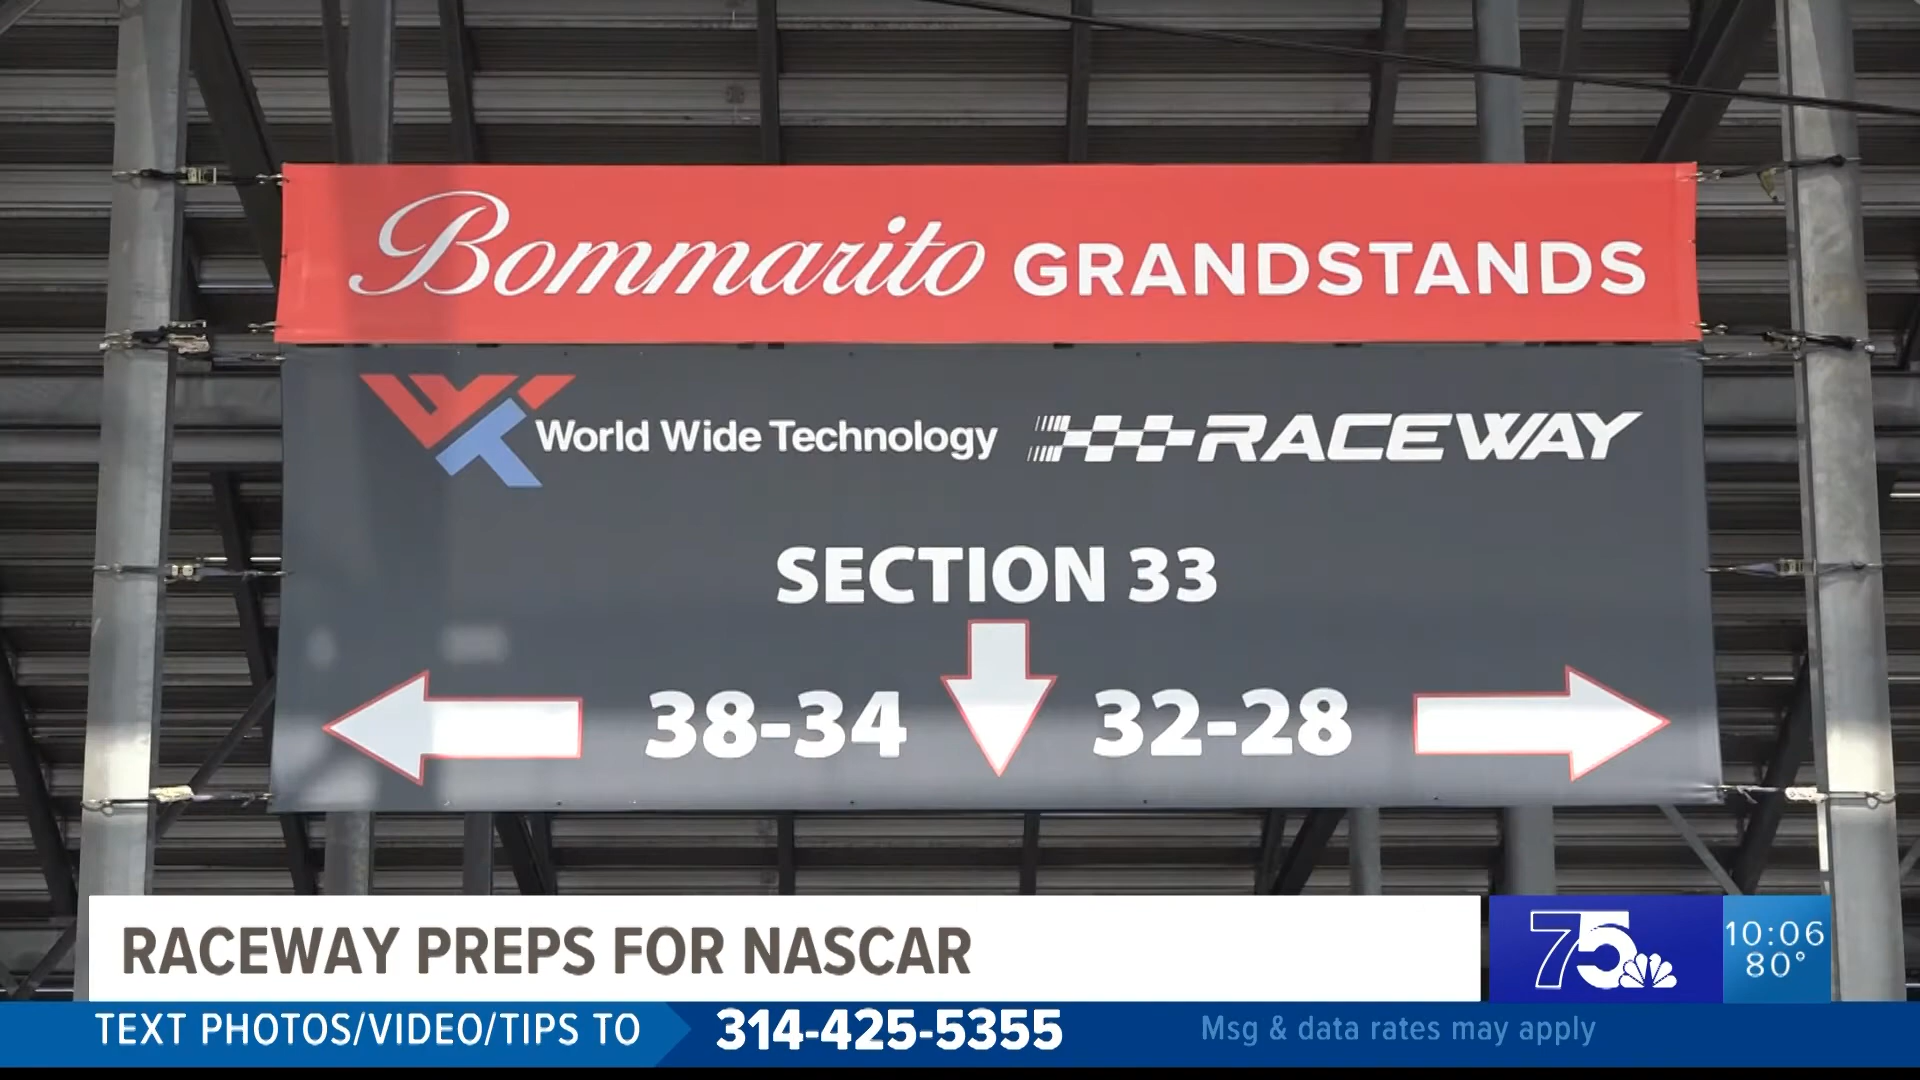 Bommarito GRANDSTANDS
World Wide Technology RACEWAY
SECTION 33
38-34 32-28
RACEWAY PREPS FOR NASCAR
75
10:06
80°
TEXT PHOTOS/VIDEO/TIPS TO 314-425-5355 Msg & data rates may apply